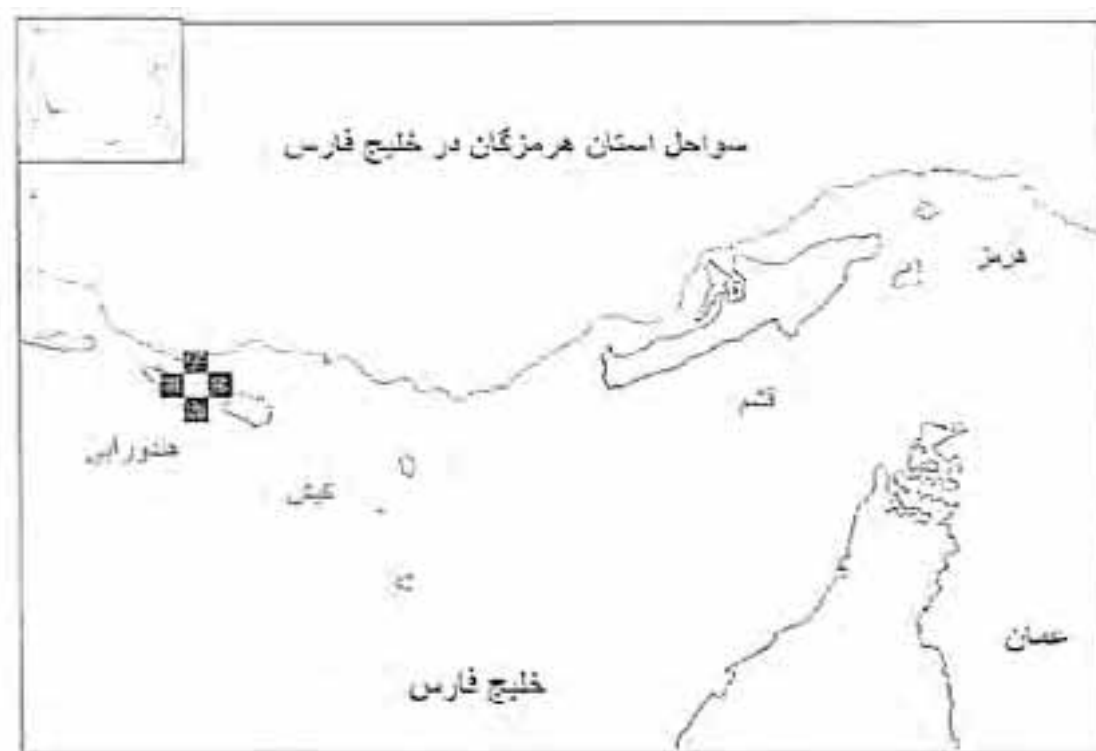 سواحل استان هرمزگان در خلیج فارس
هرمز
قشم
هندورابی
کیش
عمان
خلیج فارس